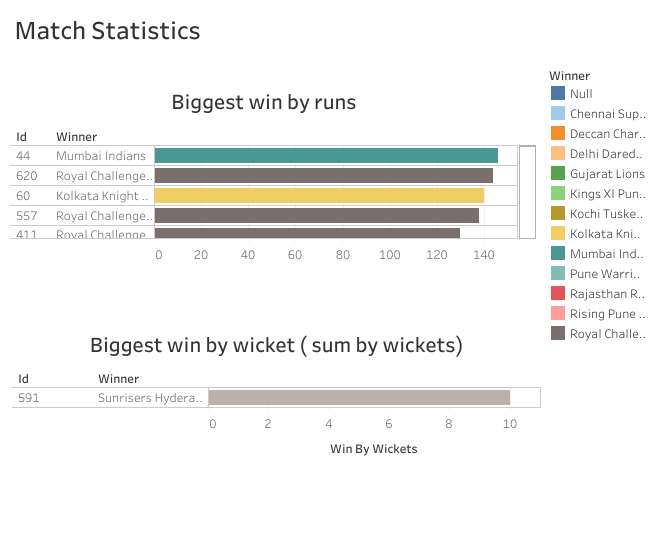 Match Statistics
Biggest win by runs
Id Winner
44 Mumbai Indians
620 Royal Challenge..
60 Kolkata Knight ..
557 Royal Challenge..
411 Royal Challenge..
0 20 40 60 80 100 120 140
Winner
Null
Chennai Sup..
Deccan Char..
Delhi Dared..
Gujarat Lions
Kings XI Pun..
Kochi Tuske..
Kolkata Kni..
Mumbai Ind..
Pune Warri..
Rajasthan R..
Rising Pune ..
Royal Challe..
Biggest win by wicket ( sum by wickets)
Id Winner
591 Sunrisers Hydera..
0 2 4 6 8 10
Win By Wickets